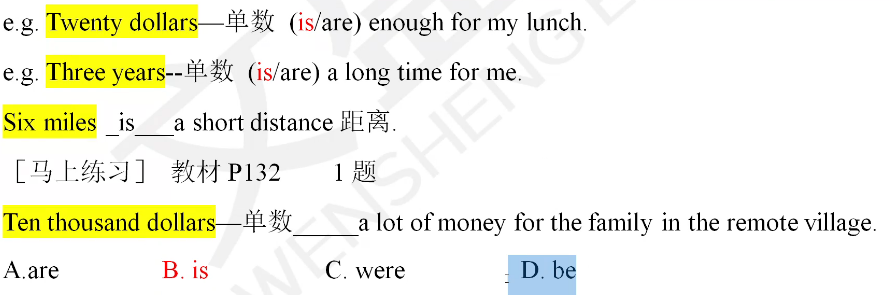 e.g. Twenty dollars—单数 (is/are) enough for my lunch.
e.g. Three years--单数 (is/are) a long time for me.
Six miles _is___a short distance 距离.
［马上练习］ 教材 P132 1 题
Ten thousand dollars—单数_____a lot of money for the family in the remote village.
A.are B. is C. were D. be